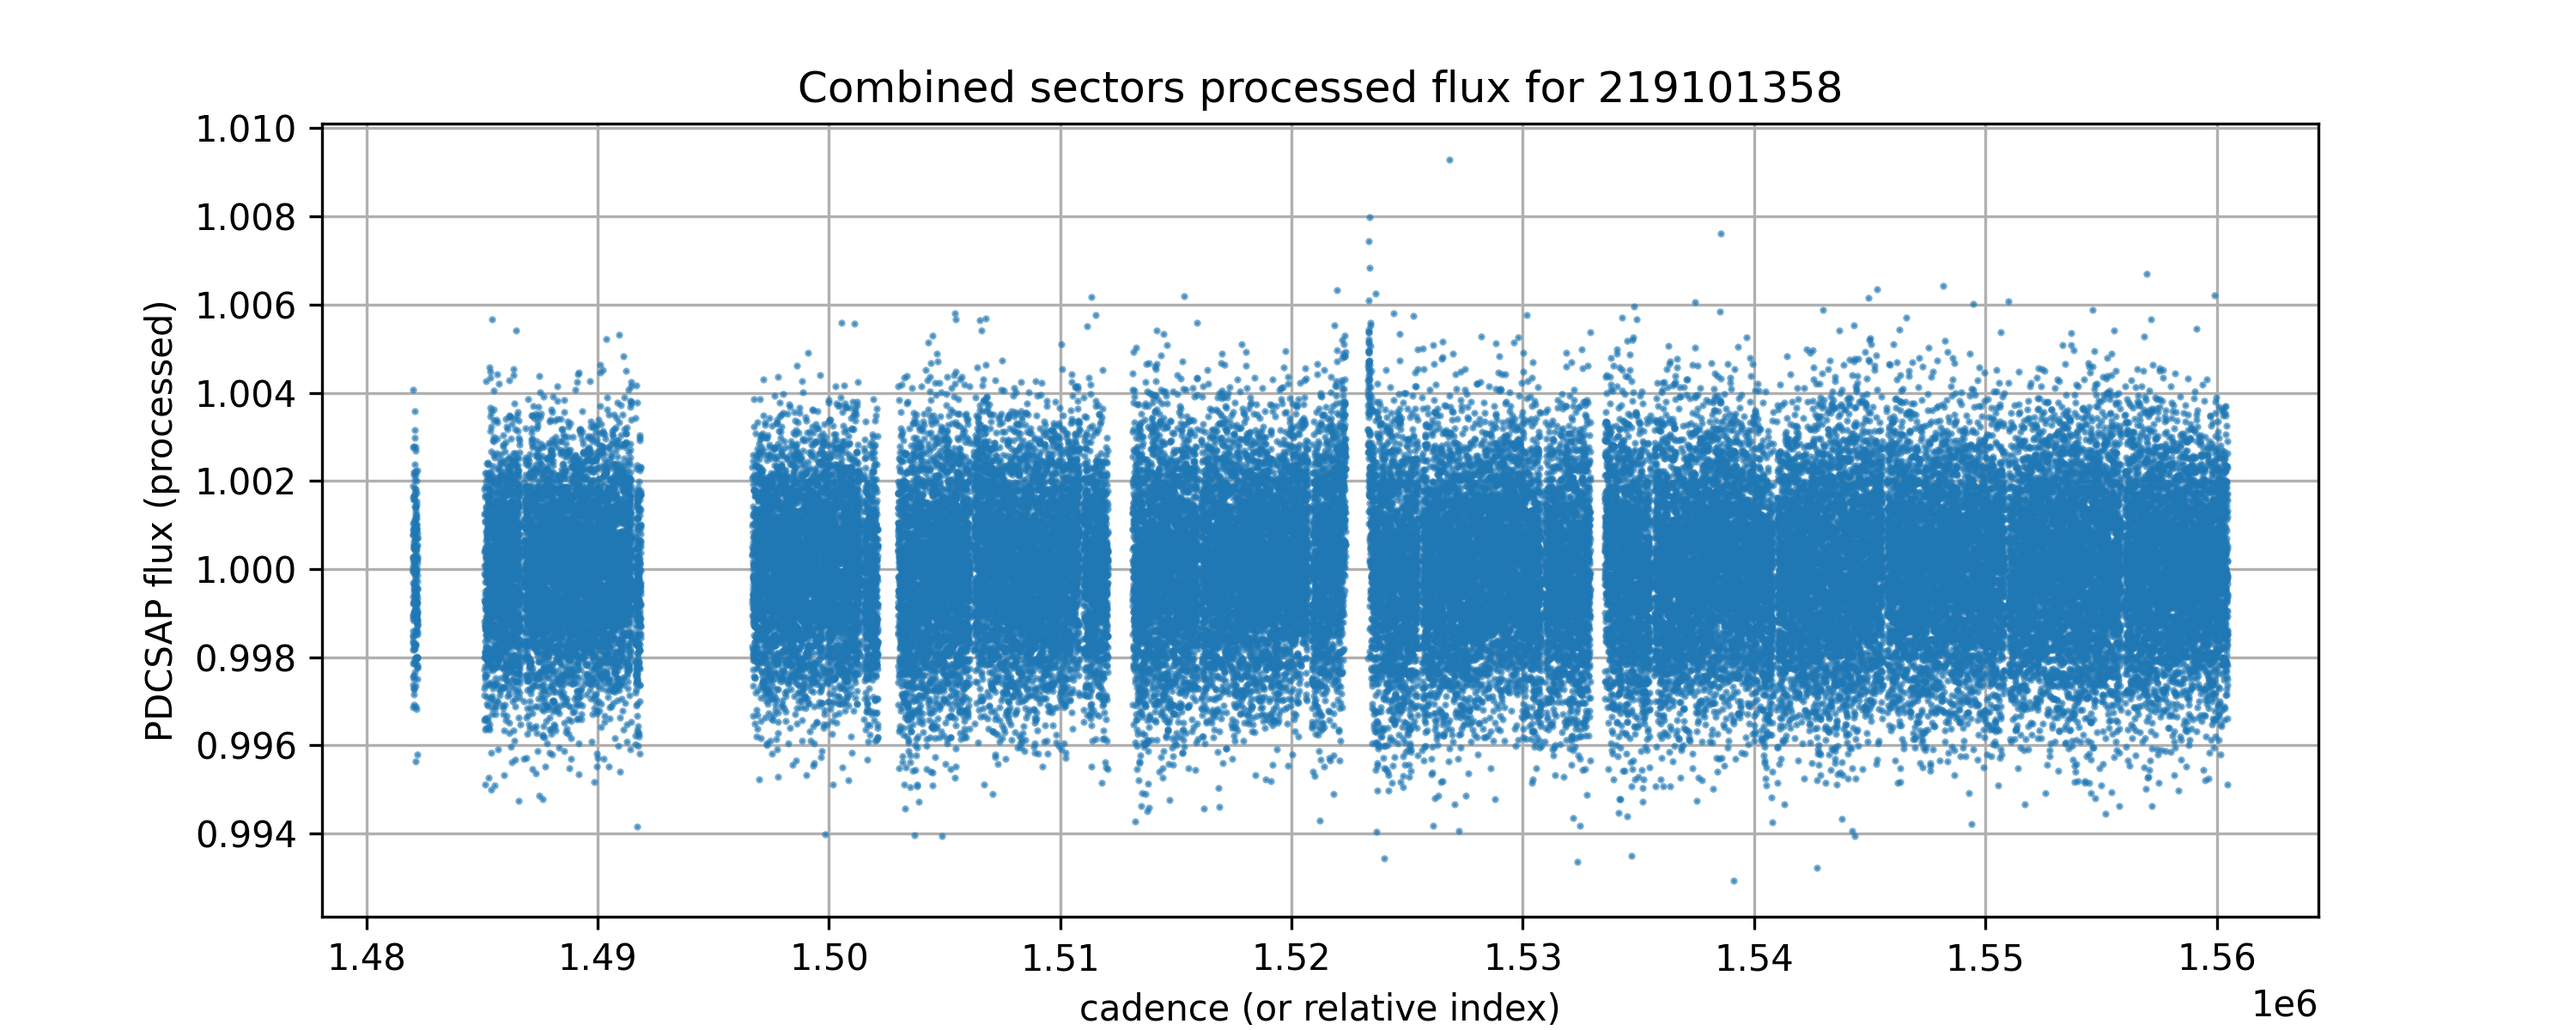 Combined sectors processed flux for 219101358
PDCSAP flux (processed)
1.010
1.008
1.006
1.004
1.002
1.000
0.998
0.996
0.994
1.48 1.49 1.50 1.51 1.52 1.53 1.54 1.55 1.56
1e6
cadence (or relative index)